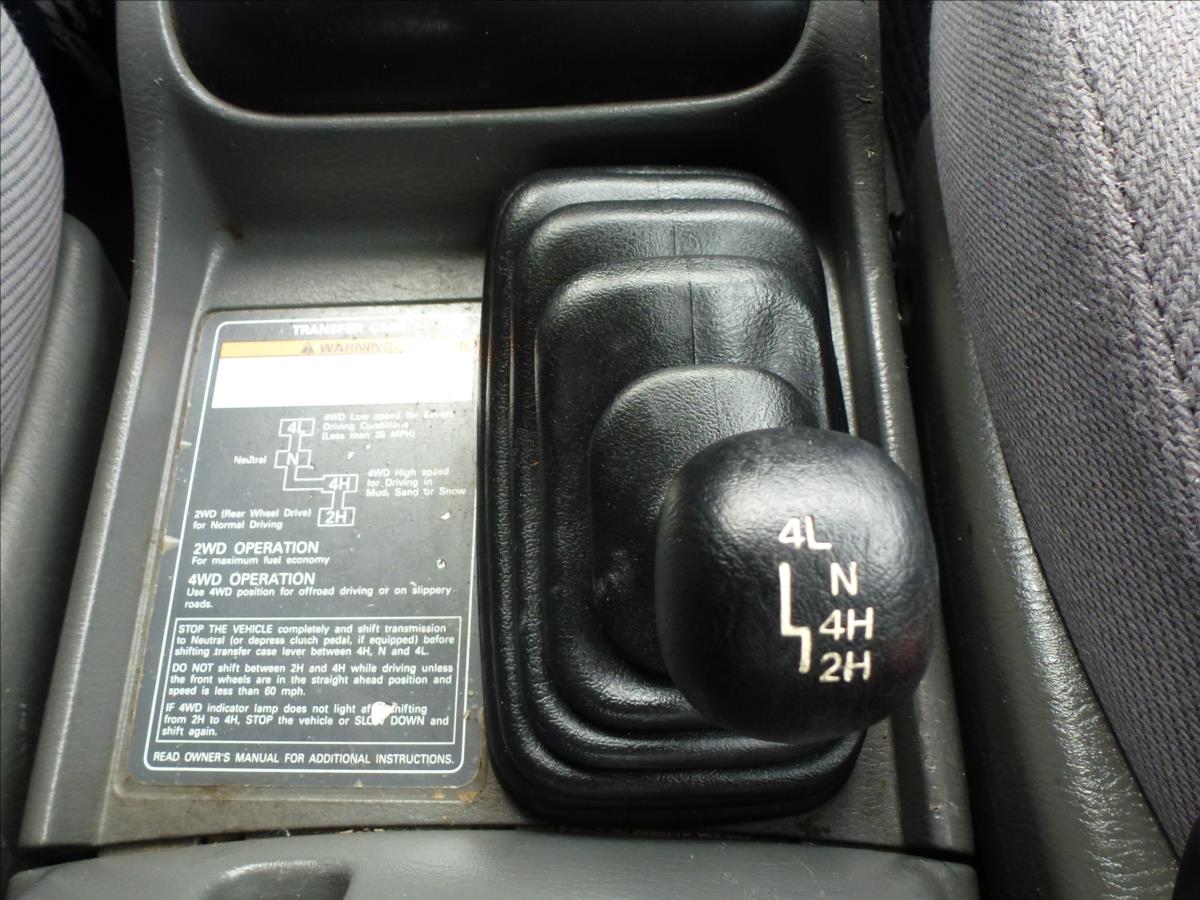 TRANSFER CASE
WARNING
4L
4WD Low speed for Severe
Driving Conditions
(Less than 35 MPH)
Neutral
N
4H
4WD High speed
for Driving in
Mud, Sand or Snow
2WD (Rear Wheel Drive)
for Normal Driving
2H
2WD OPERATION
For maximum fuel economy
4WD OPERATION
Use 4WD position for offroad driving or on slippery
roads.
STOP THE VEHICLE completely and shift transmission
to Neutral (or depress clutch pedal, if equipped) before
shifting transfer case lever between 4H, N and 4L.
DO NOT shift between 2H and 4H while driving unless
the front wheels are in the straight ahead position and
speed is less than 60 mph.
IF 4WD indicator lamp does not light after shifting
from 2H to 4H, STOP the vehicle or SLOW DOWN and
shift again.
READ OWNER'S MANUAL FOR ADDITIONAL INSTRUCTIONS.
4L
N
4H
2H